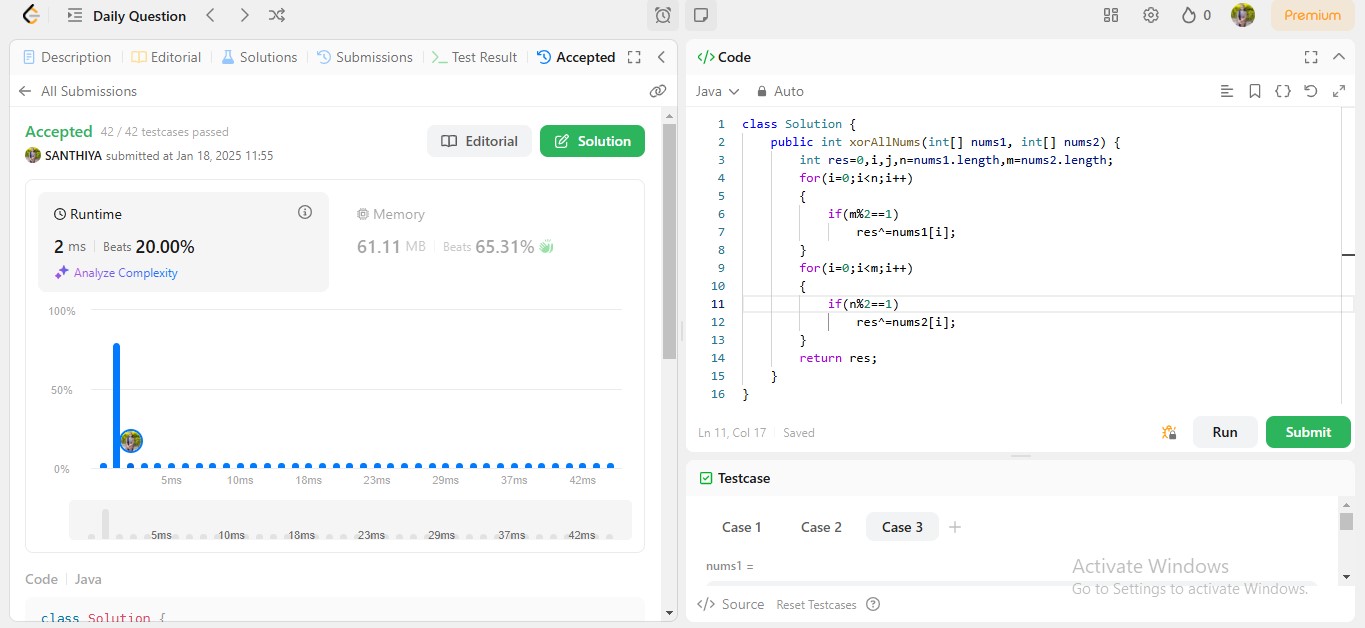 Daily Question
0
Premium
Description
Editorial
Solutions
Submissions
Test Result
Accepted
All Submissions
Accepted 42 / 42 testcases passed
SANTHIYA submitted at Jan 18, 2025 11:55
Editorial
Solution
Runtime
2 ms Beats 20.00%
Analyze Complexity
Memory
61.11 MB Beats 65.31%
100%
50%
0%
5ms 10ms 18ms 23ms 29ms 37ms 42ms
5ms 10ms 18ms 23ms 29ms 37ms 42ms
Code Java
class Solution {
</> Code
Java Auto
1 class Solution {
2 public int xorAllNums(int[] nums1, int[] nums2) {
3 int res=0,i,j,n=nums1.length,m=nums2.length;
4 for(i=0;i<n;i++)
5 {
6 if(m%2==1)
7 res^=nums1[i];
8 }
9 for(i=0;i<m;i++)
10 {
11 if(n%2==1)
12 res^=nums2[i];
13 }
14 return res;
15 }
16 }
Ln 11, Col 17 Saved
Run
Submit
Testcase
Case 1 Case 2 Case 3 +
nums1 =
Activate Windows
Go to Settings to activate Windows.
</> Source Reset Testcases ?